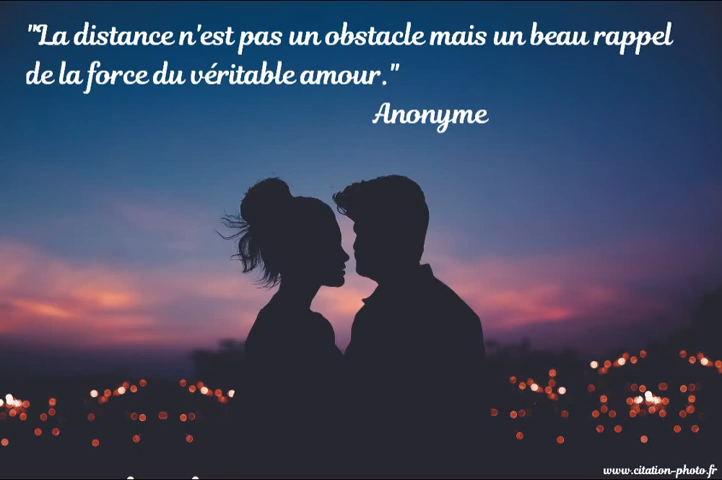 "La distance n'est pas un obstacle mais un beau rappel
de la force du véritable amour."
Anonyme
www.citation-photo.fr